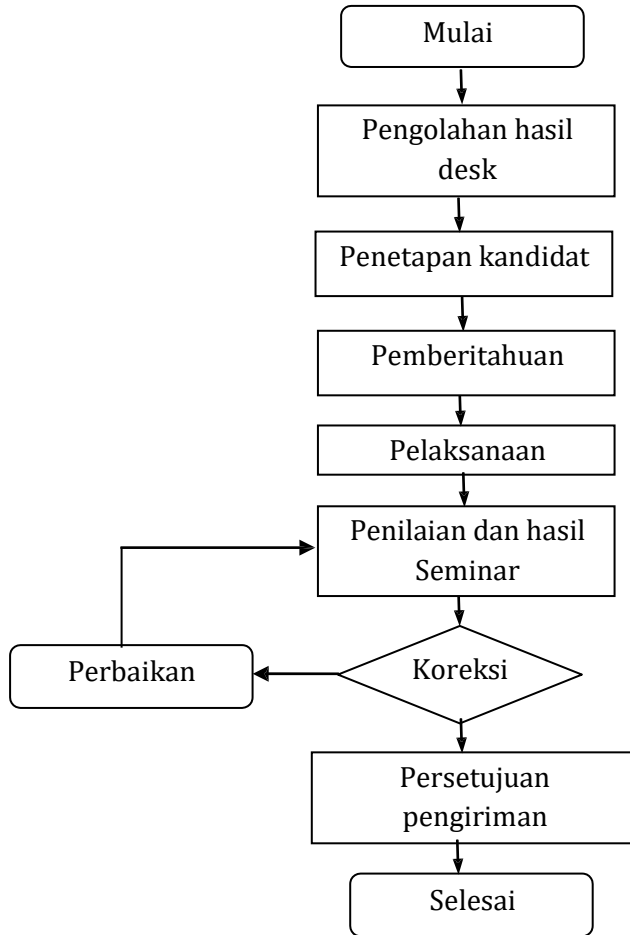 Mulai
Pengolahan hasil
desk
Penetapan kandidat
Pemberitahuan
Pelaksanaan
Penilaian dan hasil
Seminar
Perbaikan
Koreksi
Persetujuan
pengiriman
Selesai